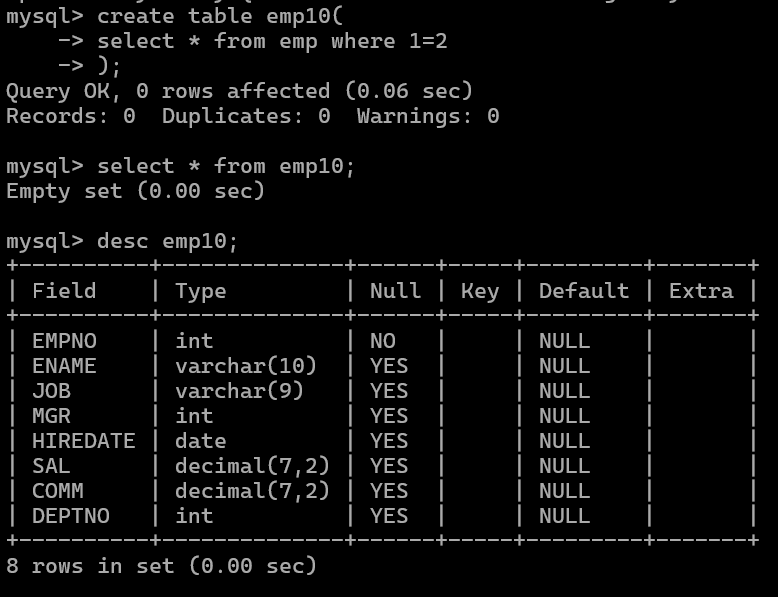 mysql> create table emp10(
    -> select * from emp where 1=2
    -> );
Query OK, 0 rows affected (0.06 sec)
Records: 0  Duplicates: 0  Warnings: 0

mysql> select * from emp10;
Empty set (0.00 sec)

mysql> desc emp10;
+----------+--------------+------+-----+---------+-------+
| Field    | Type         | Null | Key | Default | Extra |
+----------+--------------+------+-----+---------+-------+
| EMPNO    | int          | NO   |     | NULL    |       |
| ENAME    | varchar(10)  | YES  |     | NULL    |       |
| JOB      | varchar(9)   | YES  |     | NULL    |       |
| MGR      | int          | YES  |     | NULL    |       |
| HIREDATE | date         | YES  |     | NULL    |       |
| SAL      | decimal(7,2) | YES  |     | NULL    |       |
| COMM     | decimal(7,2) | YES  |     | NULL    |       |
| DEPTNO   | int          | YES  |     | NULL    |       |
+----------+--------------+------+-----+---------+-------+
8 rows in set (0.00 sec)